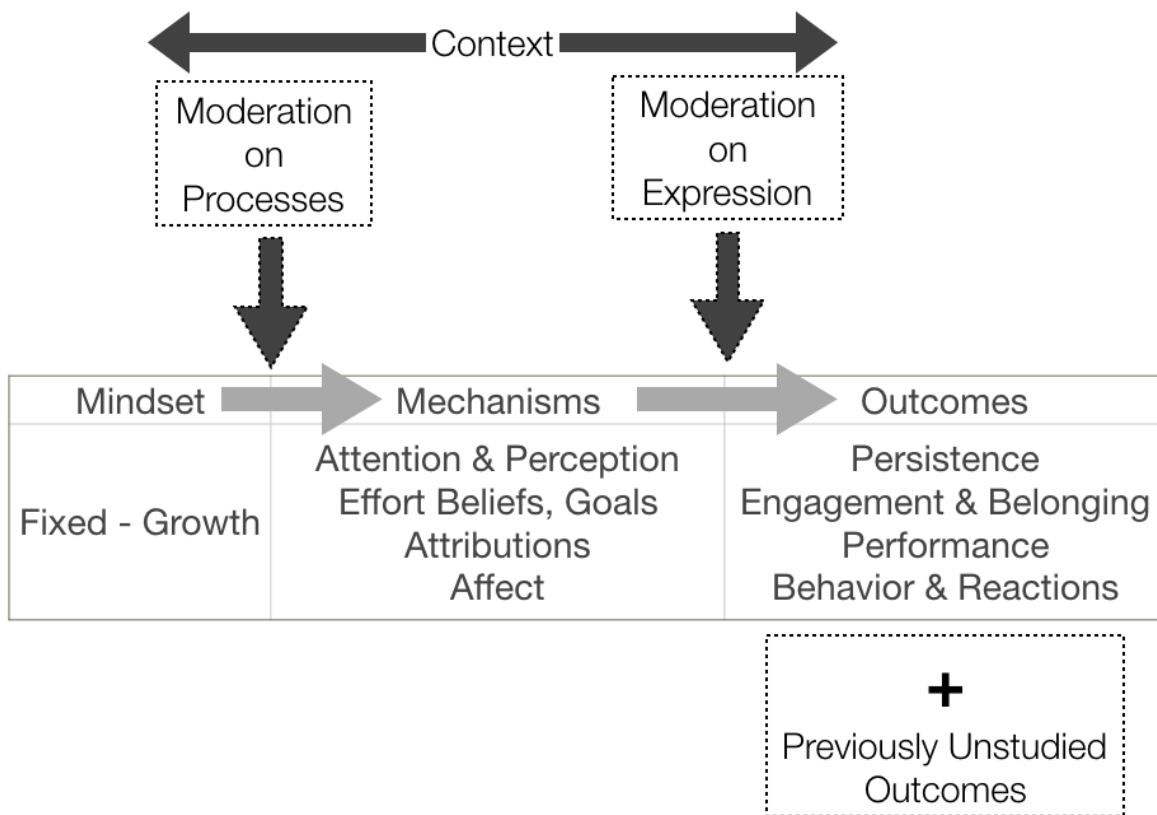 Context
Moderation
on
Processes
Moderation
on
Expression
Mindset
Mechanisms
Outcomes
Fixed - Growth
Attention & Perception
Effort Beliefs, Goals
Attributions
Affect
Persistence
Engagement & Belonging
Performance
Behavior & Reactions
+
Previously Unstudied
Outcomes